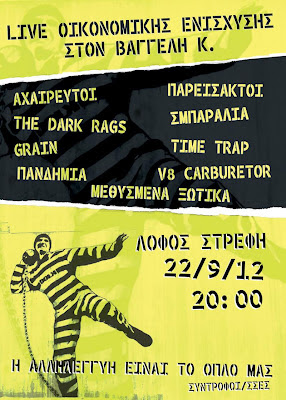 LIVE ΟΙΚΟΝΟΜΙΚΗΣ ΕΝΙΣΧΥΣΗΣ
ΣΤΟΝ ΒΑΓΓΕΛΗ Κ.
ΑΧΑΙΡΕΥΤΟΙ
ΠΑΡΕΙΣΑΚΤΟΙ
THE DARK RAGS
ΣΜΠΑΡΑΛΙΑ
GRAIN
TIME TRAP
ΠΑΝΔΗΜΙΑ
V8 CARBURETOR
ΜΕΘΥΣΜΕΝΑ ΞΩΤΙΚΑ
ΛΟΦΟΣ ΣΤΡΕΦΗ
22/9/12
20:00
Η ΑΛΛΗΛΕΓΓΥΗ ΕΙΝΑΙ ΤΟ ΟΠΛΟ ΜΑΣ
ΣΥΝΤΡΟΦΟΙ/ΣΣΕΣ